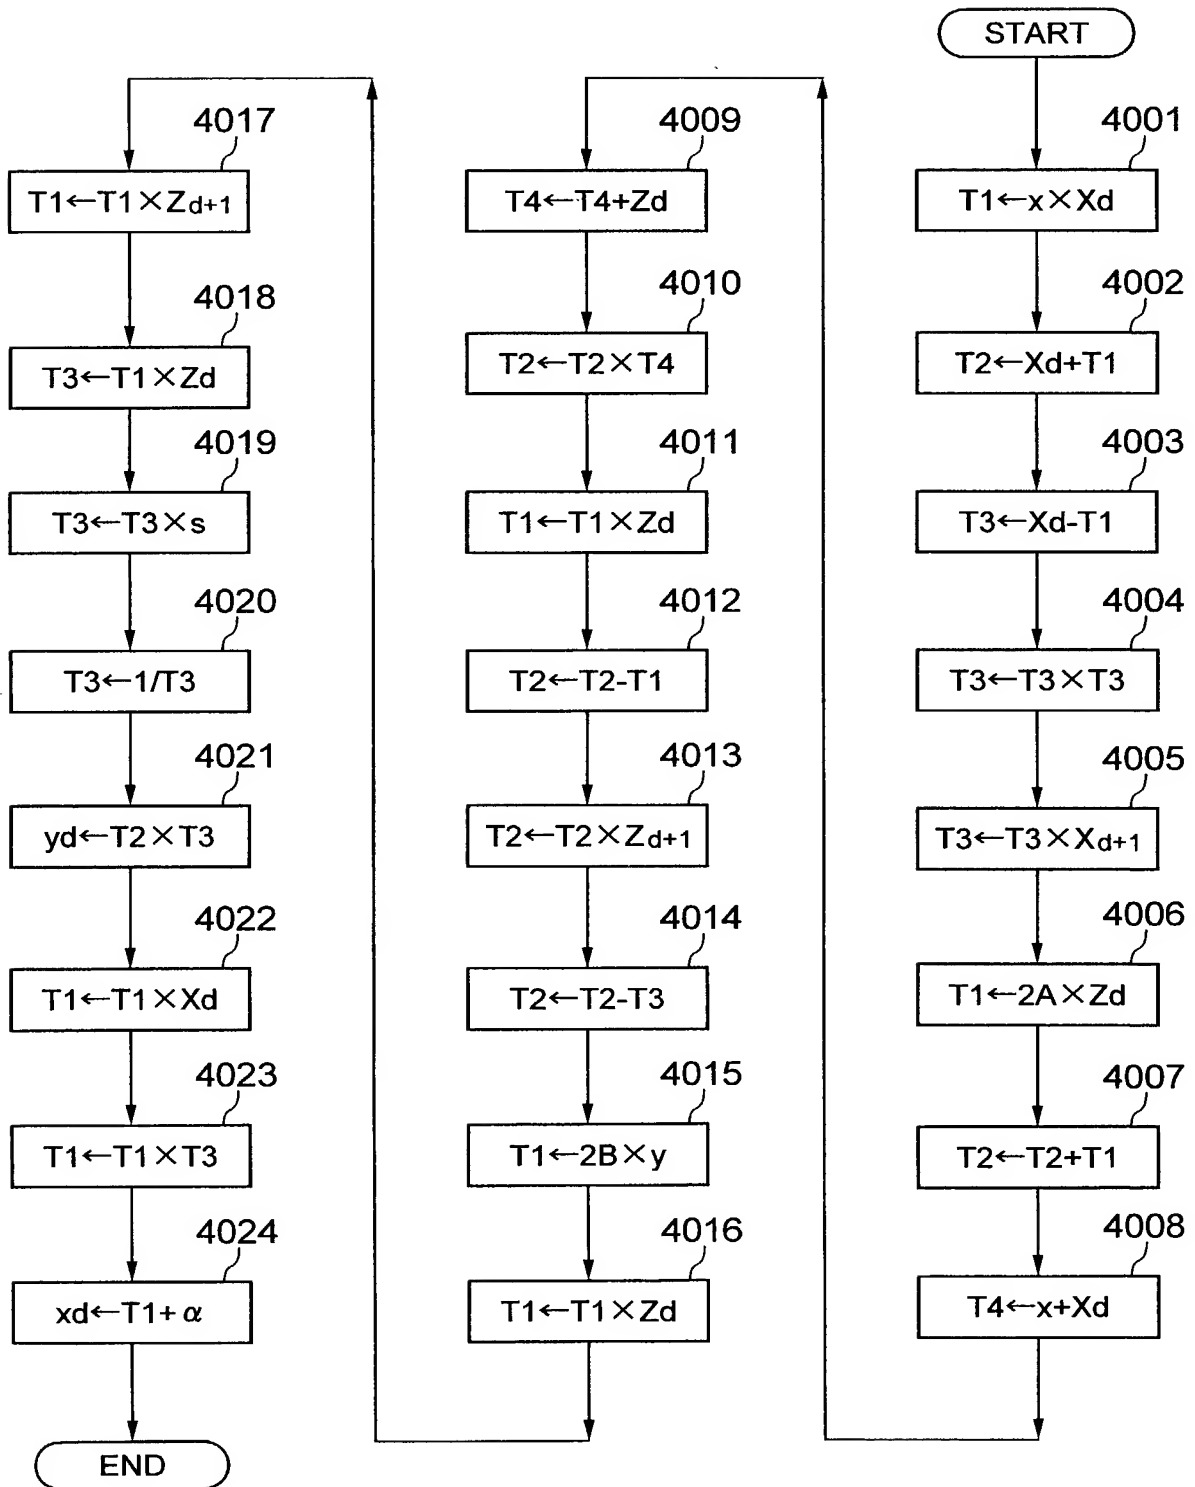 START
4001
T1←x×Xd
4002
T2←Xd+T1
4003
T3←Xd-T1
4004
T3←T3×T3
4005
T3←T3×Xd+1
4006
T1←2A×Zd
4007
T2←T2+T1
4008
T4←x+Xd
4009
T4←T4+Zd
4010
T2←T2×T4
4011
T1←T1×Zd
4012
T2←T2-T1
4013
T2←T2×Zd+1
4014
T2←T2-T3
4015
T1←2B×y
4016
T1←T1×Zd
4017
T1←T1×Zd+1
4018
T3←T1×Zd
4019
T3←T3×s
4020
T3←1/T3
4021
yd←T2×T3
4022
T1←T1×Xd
4023
T1←T1×T3
4024
xd←T1+α
END